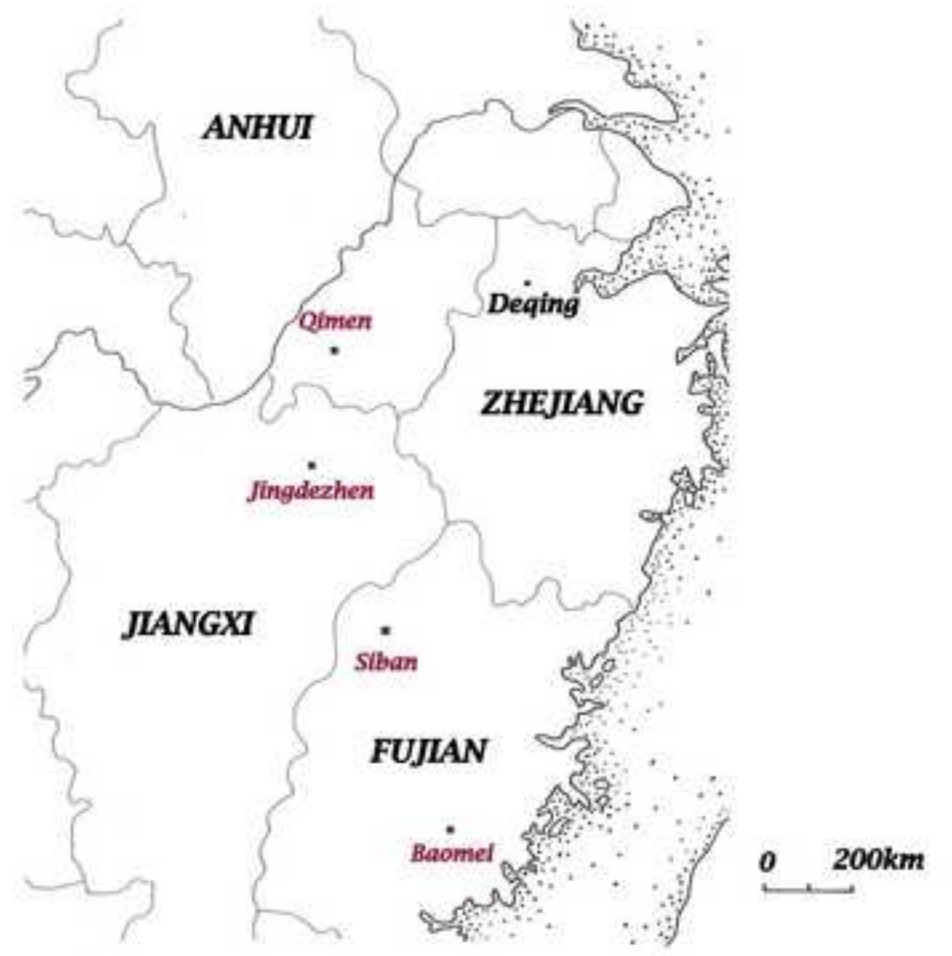 ANHUI
Deqing
Qimen
ZHEJIANG
Jingdezhen
JIANGXI
Siban
FUJIAN
Baomei
0 200km